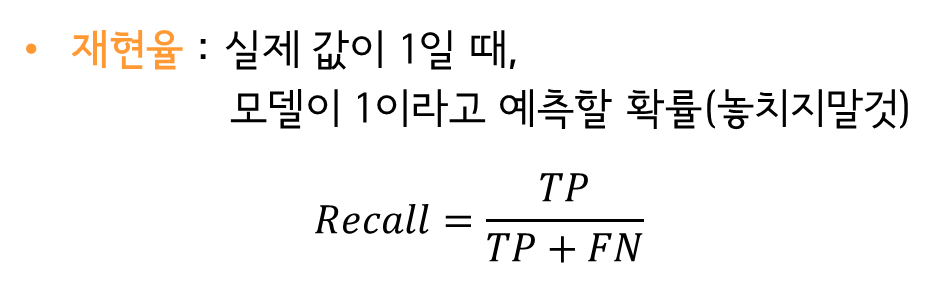 • 재현율 : 실제 값이 1일 때,
모델이 1이라고 예측할 확률(놓치지말것)
Recall = TP / TP + FN